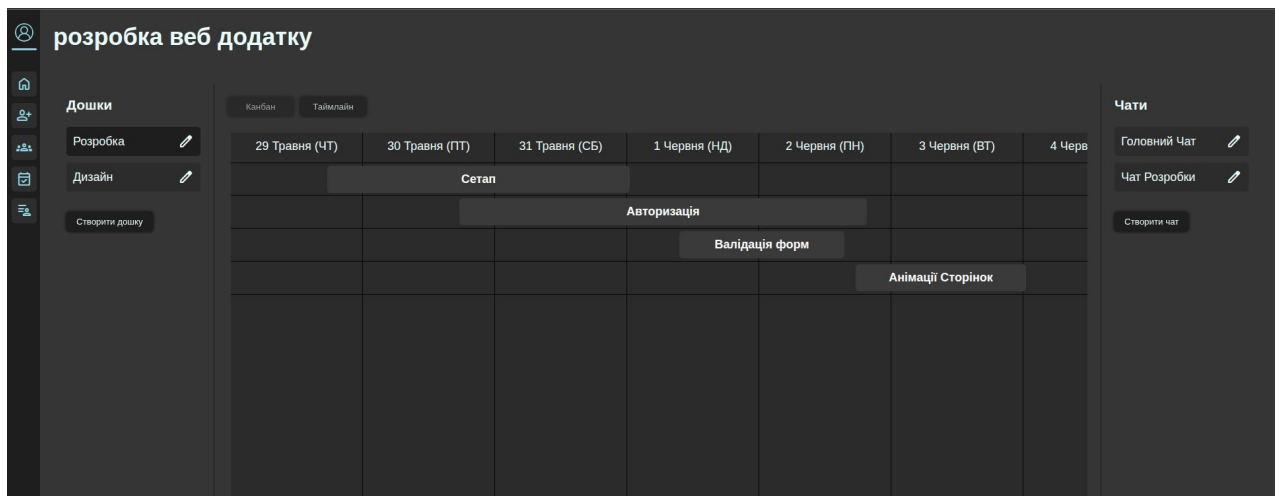 розробка веб додатку
Дошки
Розробка
Дизайн
Створити дошку
Канбан
Таймлайн
29 Травня (ЧТ)
30 Травня (ПТ)
31 Травня (СБ)
1 Червня (НД)
2 Червня (ПН)
3 Червня (ВТ)
4 Черв
Сетап
Авторизація
Валідація форм
Анімації Сторінок
Чати
Головний Чат
Чат Розробки
Створити чат